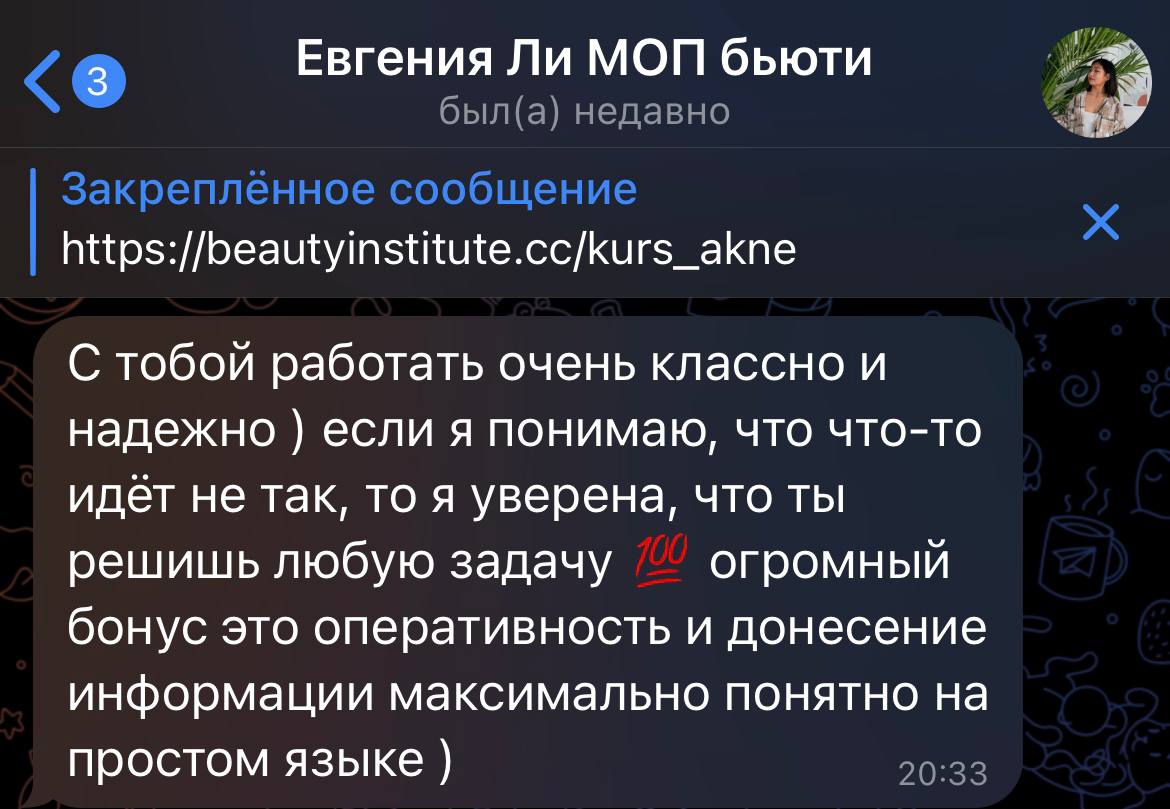 3
Евгения Ли МОП бьюти
был(а) недавно
Закреплённое сообщение
https://beautyinstitute.cc/kurs_akne
С тобой работать очень классно и
надежно ) если я понимаю, что что-то
идёт не так, то я уверена, что ты
решишь любую задачу 💯 огромный
бонус это оперативность и донесение
информации максимально понятно на
простом языке )
20:33